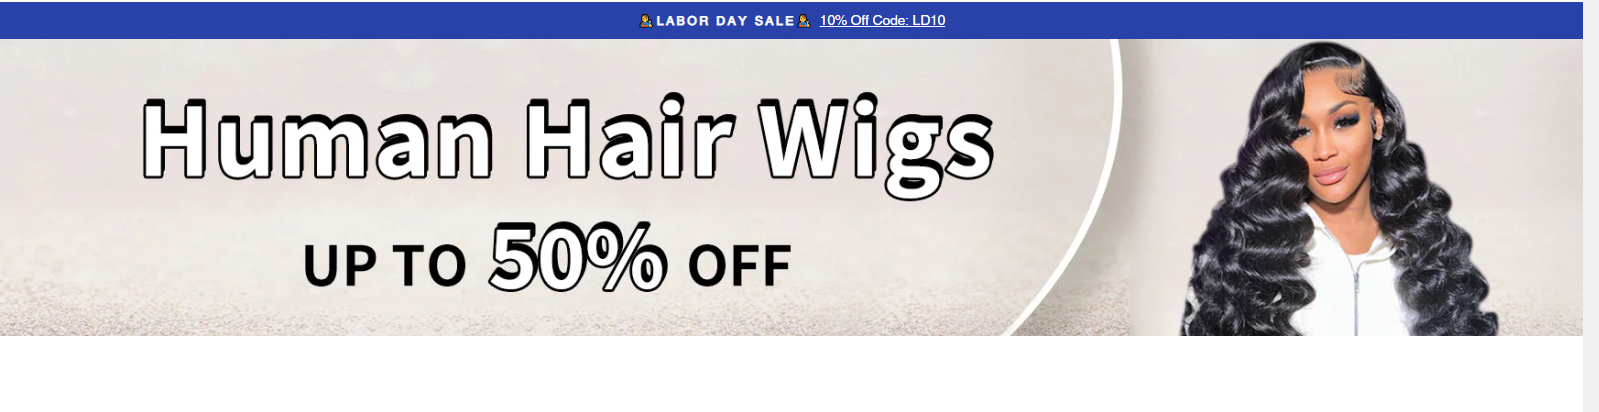 LABOR DAY SALE 10% Off Code: LD10
Human Hair Wigs
UP TO 50% OFF